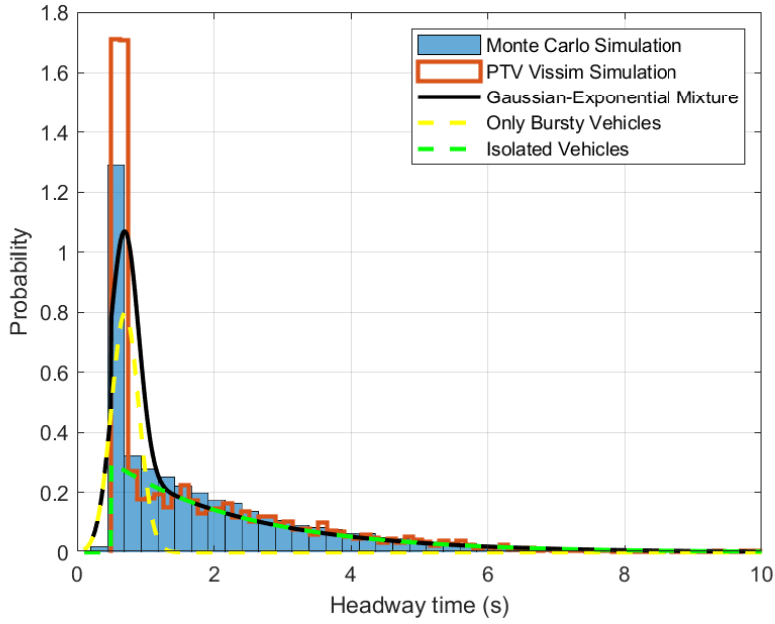 1.8
1.6
1.4
1.2
1
0.8
0.6
0.4
0.2
0
Probability
Monte Carlo Simulation
PTV Vissim Simulation
Gaussian-Exponential Mixture
Only Bursty Vehicles
Isolated Vehicles
0 2 4 6 8 10
Headway time (s)